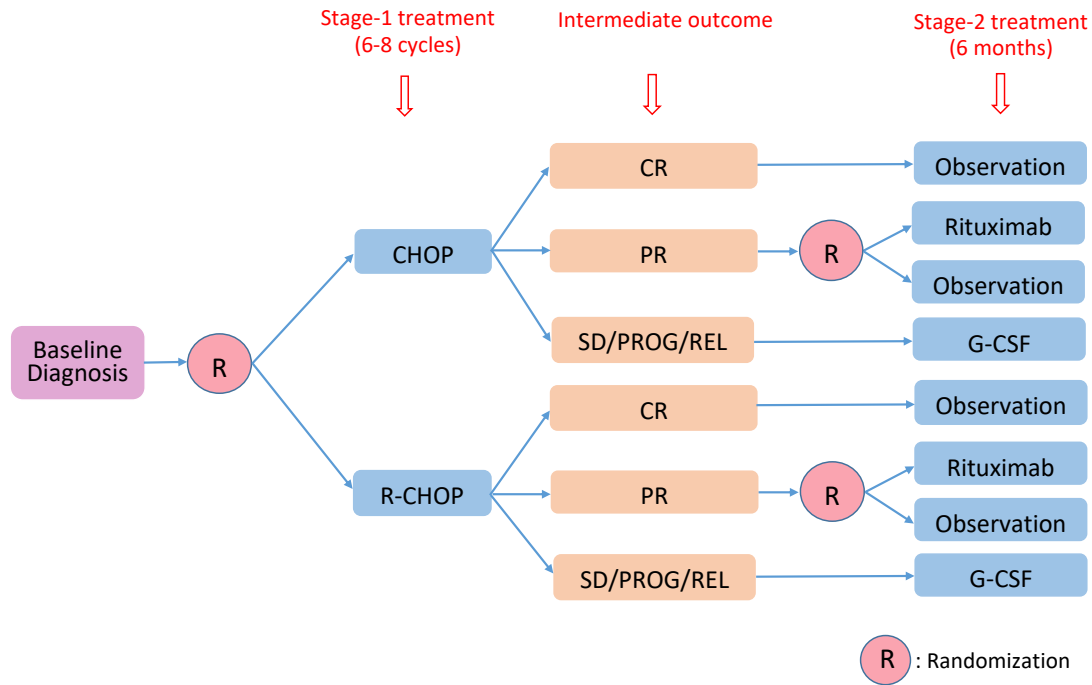 Stage-1 treatment
(6-8 cycles)
Intermediate outcome
Stage-2 treatment
(6 months)
CR
Observation
CHOP
PR
R
Rituximab
Observation
SD/PROG/REL
G-CSF
Baseline
Diagnosis
R
CR
Observation
R-CHOP
PR
R
Rituximab
Observation
SD/PROG/REL
G-CSF
R : Randomization